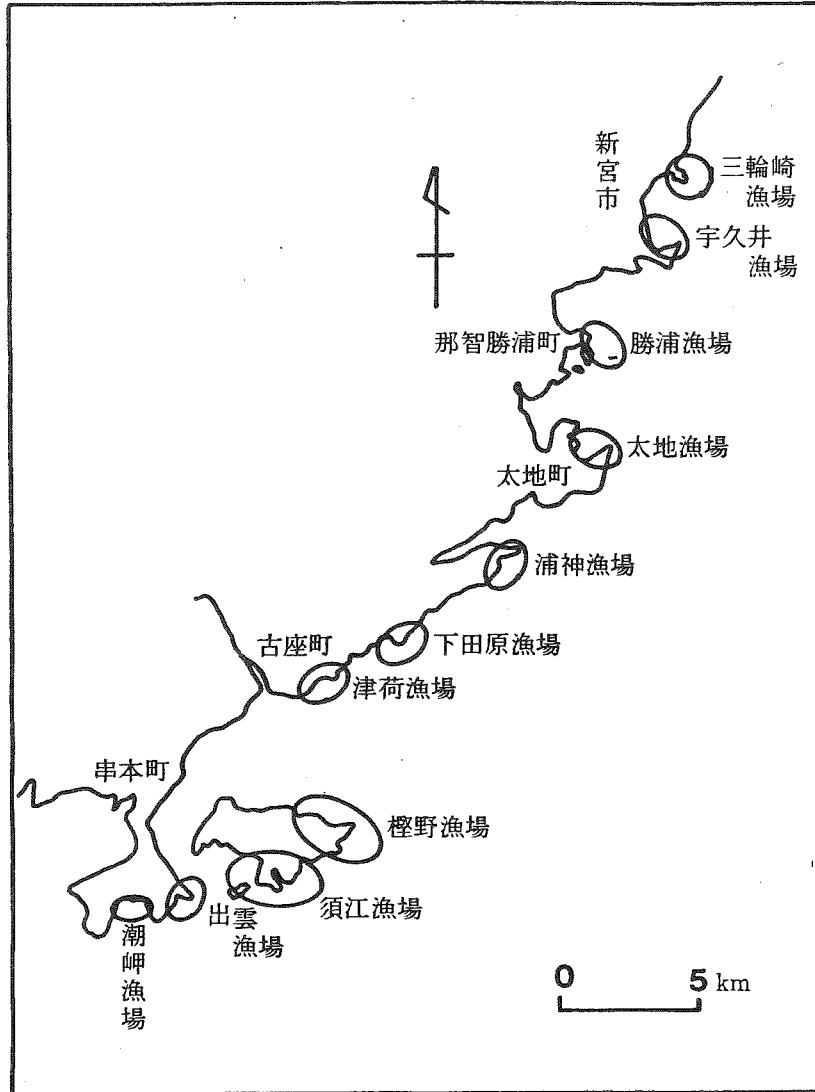 新宮市
三輪崎
漁場
宇久井
漁場
那智勝浦町
勝浦漁場
太地漁場
太地町
浦神漁場
古座町
下田原漁場
津荷漁場
串本町
樫野漁場
須江漁場
出雲
漁場
潮岬漁場
0 5 km